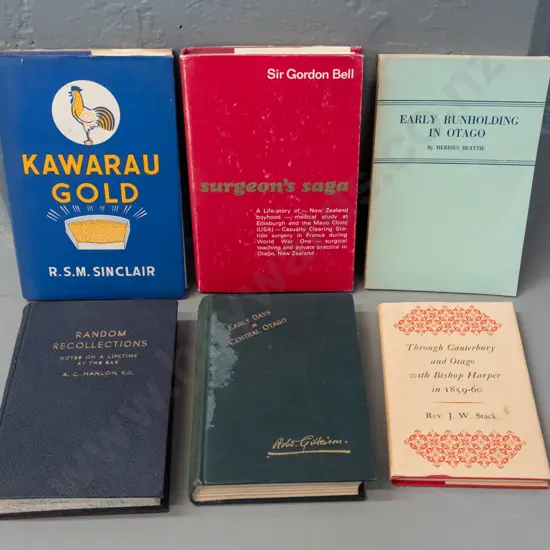 KAWARAU
GOLD
R.S.M. SINCLAIR
Sir Gordon Bell
surgeon's saga
A Life-story of — New Zealand
boyhood — medical study at
Edinburgh and the Mayo Clinic
(USA) — Casualty Clearing Sta-
tion surgery in France during
World War One — surgical
teaching and private practice in
Otago, New Zealand
EARLY RUNHOLDING
IN OTAGO
By HERRIES BEATTIE
RANDOM
RECOLLECTIONS
NOTES ON A LIFETIME
AT THE BAR
A. C. HANLON, K.C.
EARLY DAYS
IN
CENTRAL OTAGO
Robt. Gilkison.
Through Canterbury
and Otago
with Bishop Harper
in 1859-60
Rev. J. W. Stack